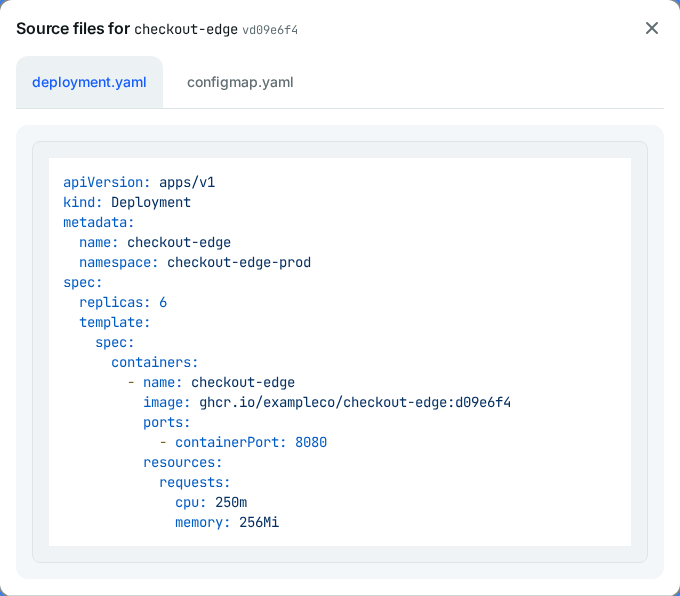 Source files for checkout-edge vd09e6f4
deployment.yaml configmap.yaml
apiVersion: apps/v1
kind: Deployment
metadata:
  name: checkout-edge
  namespace: checkout-edge-prod
spec:
  replicas: 6
  template:
    spec:
      containers:
        - name: checkout-edge
          image: ghcr.io/exampleco/checkout-edge:d09e6f4
          ports:
            - containerPort: 8080
          resources:
            requests:
              cpu: 250m
              memory: 256Mi